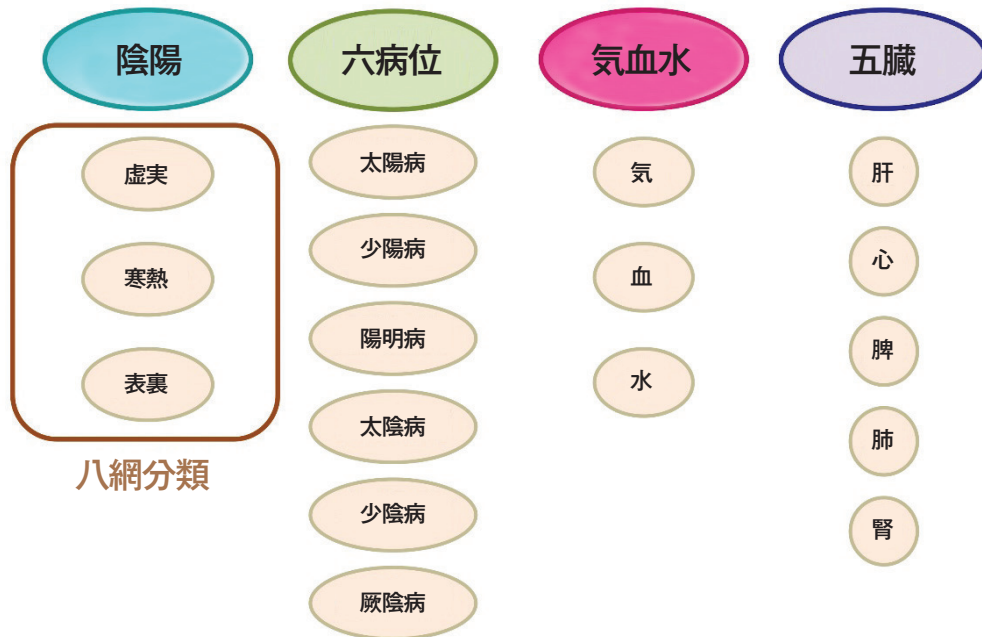 陰陽
虚実
寒熱
表裏
八網分類
六病位
太陽病
少陽病
陽明病
太陰病
少陰病
厥陰病
気血水
気
血
水
五臓
肝
心
脾
肺
腎